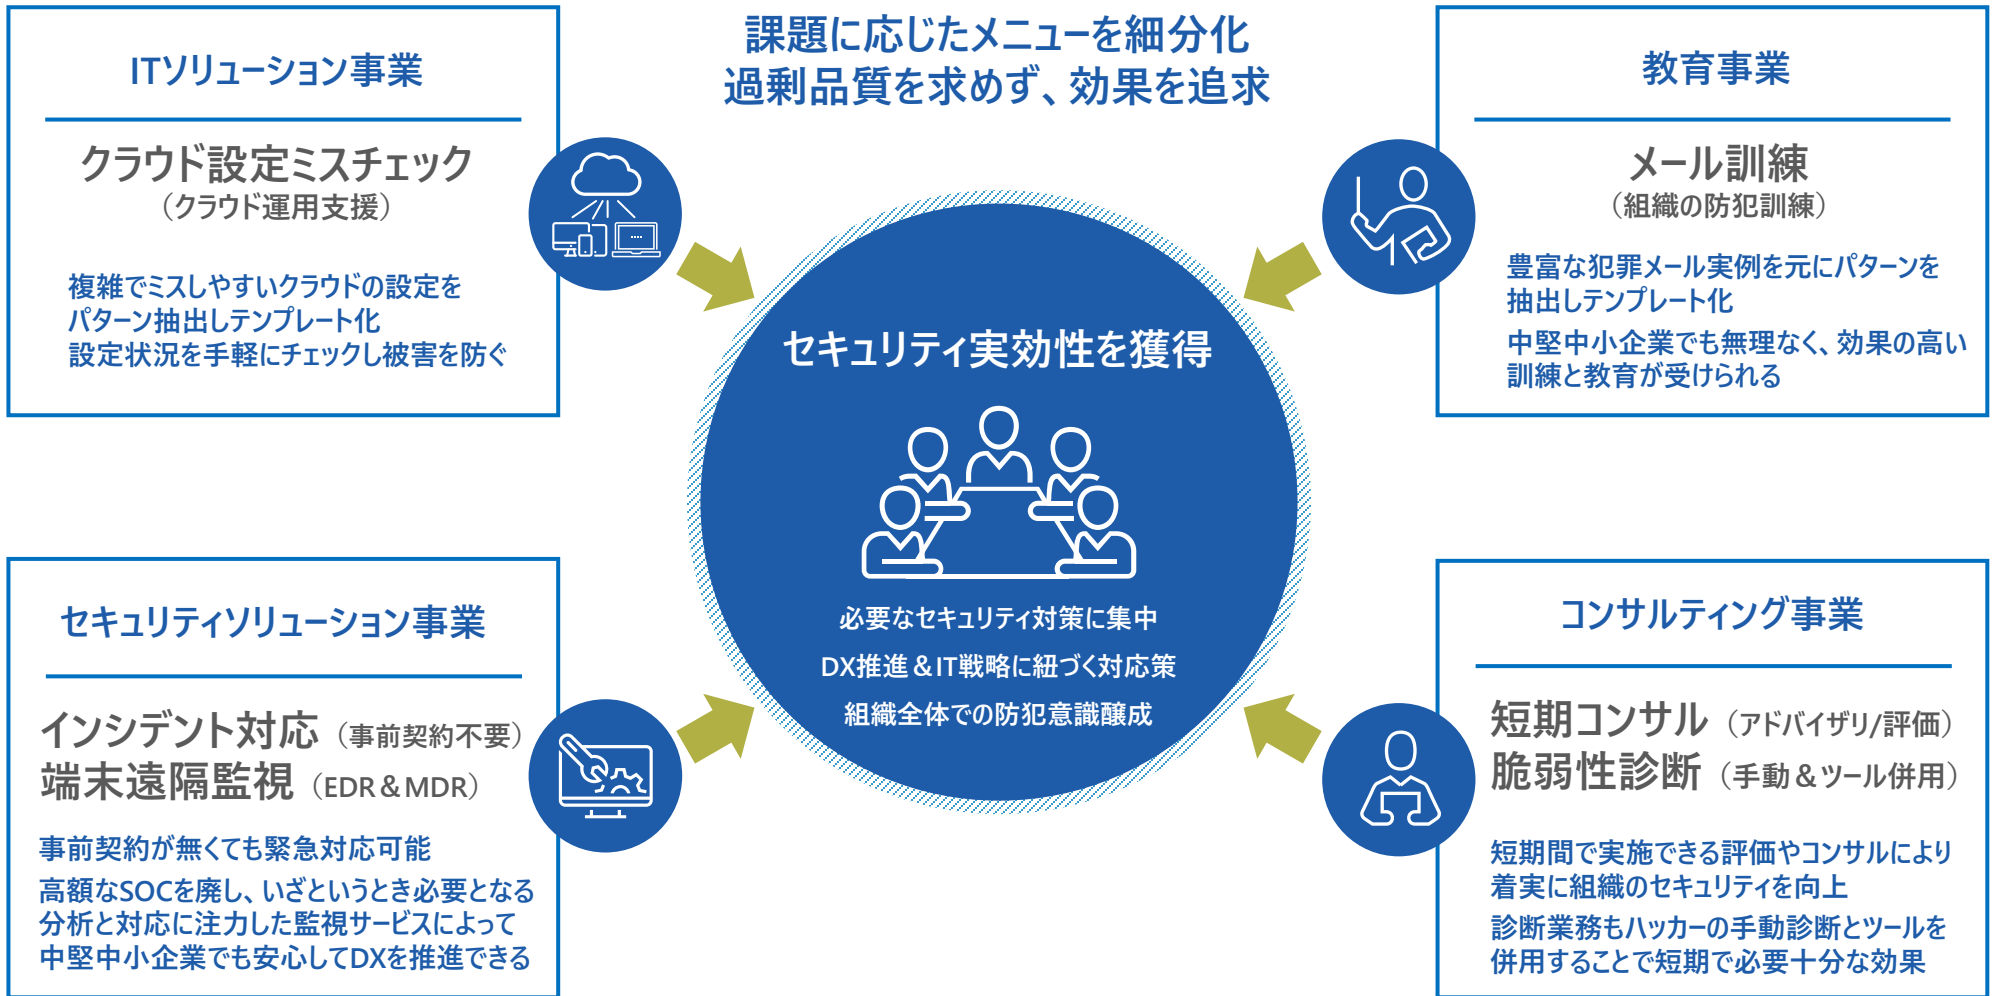 課題に応じたメニューを細分化
過剰品質を求めず、効果を追求
ITソリューション事業
クラウド設定ミスチェック
（クラウド運用支援）
複雑でミスしやすいクラウドの設定を
パターン抽出しテンプレート化
設定状況を手軽にチェックし被害を防ぐ
教育事業
メール訓練
（組織の防犯訓練）
豊富な犯罪メール実例を元にパターンを
抽出しテンプレート化
中堅中小企業でも無理なく、効果の高い
訓練と教育が受けられる
セキュリティ実効性を獲得
必要なセキュリティ対策に集中
DX推進＆IT戦略に紐づく対応策
組織全体での防犯意識醸成
セキュリティソリューション事業
インシデント対応（事前契約不要）
端末遠隔監視（EDR＆MDR）
事前契約が無くても緊急対応可能
高額なSOCを廃し、いざというとき必要となる
分析と対応に注力した監視サービスによって
中堅中小企業でも安心してDXを推進できる
コンサルティング事業
短期コンサル（アドバイザリ/評価）
脆弱性診断（手動＆ツール併用）
短期間で実施できる評価やコンサルにより
着実に組織のセキュリティを向上
診断業務もハッカーの手動診断とツールを
併用することで短期で必要十分な効果